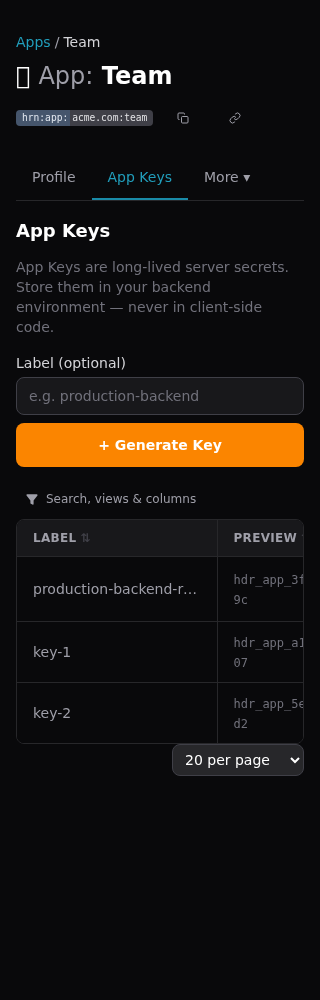 Apps / Team
App: Team
hrn:app: acme.com:team
Profile
App Keys
More ▾
App Keys
App Keys are long-lived server secrets.
Store them in your backend
environment — never in client-side
code.
Label (optional)
e.g. production-backend
+ Generate Key
Search, views & columns
LABEL ⇅ PREVIEW
production-backend-r… hdr_app_3f
9c
key-1 hdr_app_a1
07
key-2 hdr_app_5e
d2
20 per page